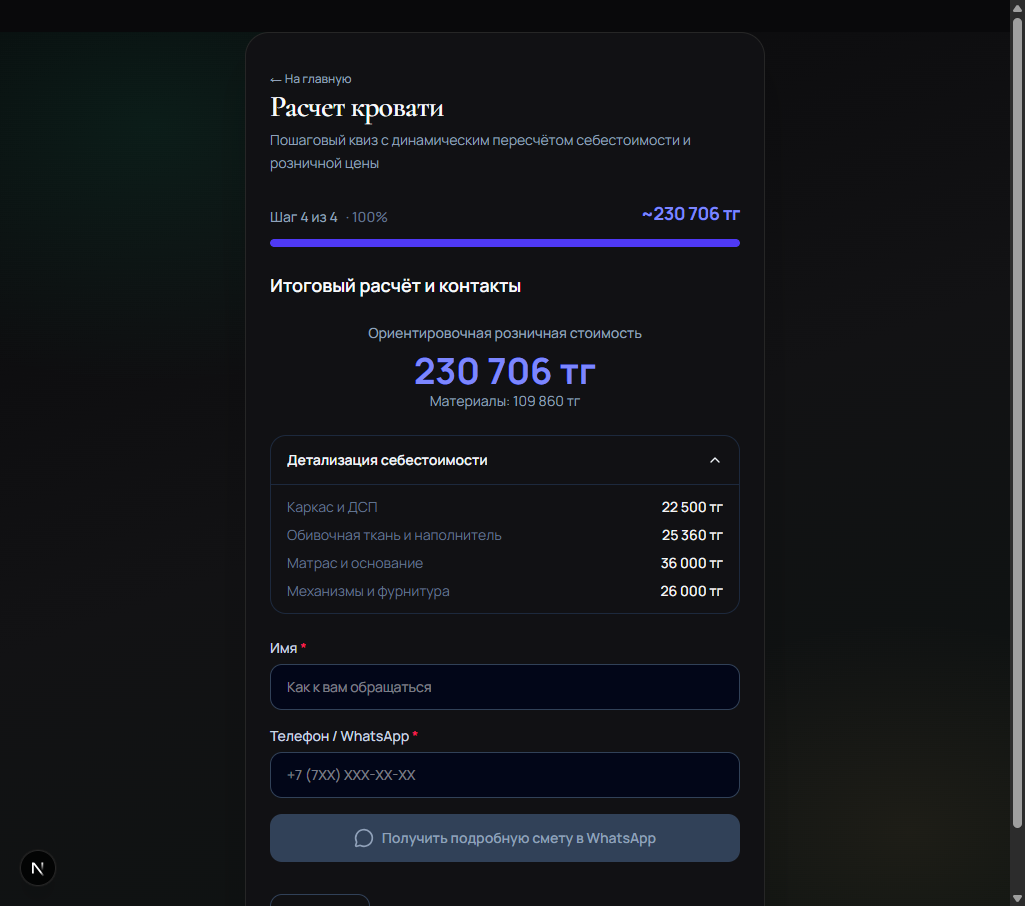 ← На главную
Расчет кровати
Пошаговый квиз с динамическим пересчётом себестоимости и
розничной цены
Шаг 4 из 4 · 100%
~230 706 тг
Итоговый расчёт и контакты
Ориентировочная розничная стоимость
230 706 тг
Материалы: 109 860 тг
Детализация себестоимости
Каркас и ДСП 22 500 тг
Обивочная ткань и наполнитель 25 360 тг
Матрас и основание 36 000 тг
Механизмы и фурнитура 26 000 тг
Имя *
Как к вам обращаться
Телефон / WhatsApp *
+7 (7XX) XXX-XX-XX
Получить подробную смету в WhatsApp
N